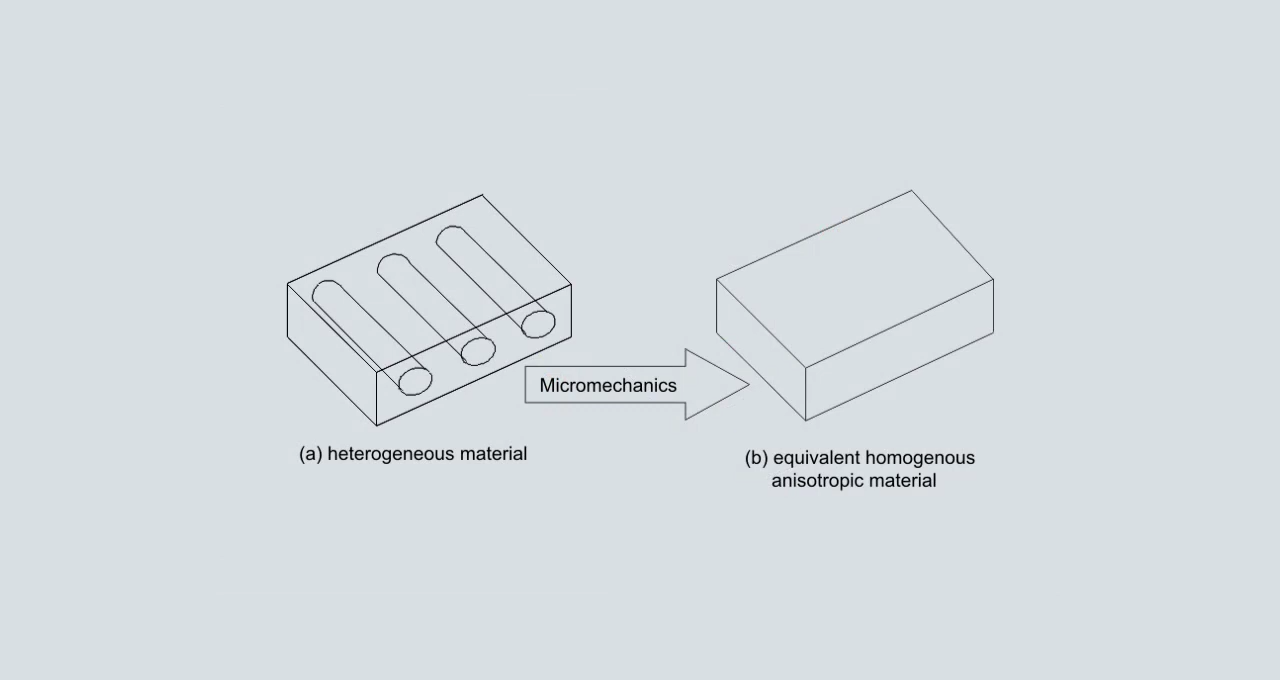 Micromechanics
(a) heterogeneous material
(b) equivalent homogenous
anisotropic material